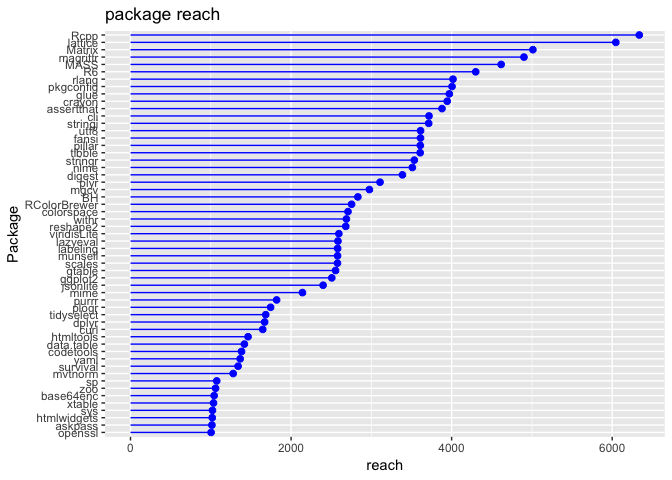 package reach
Package
Rcpp
lattice
Matrix
magrittr
MASS
R6
rlang
pkgconfig
glue
crayon
assertthat
cli
stringi
utf8
fansi
pillar
tibble
stringr
nlme
digest
plyr
mgcv
BH
RColorBrewer
colorspace
withr
reshape2
viridisLite
lazyeval
labeling
munsell
scales
gtable
ggplot2
jsonlite
mime
purrr
plogr
tidyselect
dplyr
curl
htmltools
data.table
codetools
yaml
survival
mvtnorm
sp
zoo
base64enc
xtable
sys
htmlwidgets
askpass
openssl
0 2000 4000 6000
reach